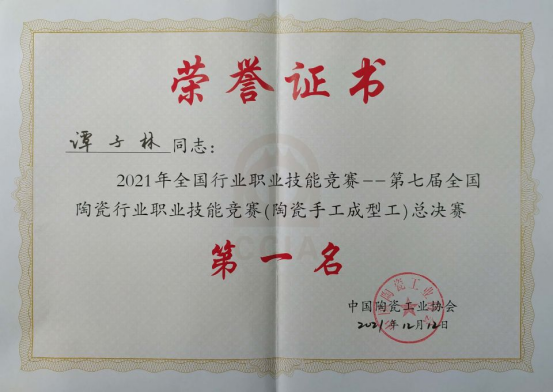 荣誉证书
谭子林同志:
2021年全国行业职业技能竞赛--第七届全国
陶瓷行业职业技能竞赛(陶瓷手工成型工)总决赛
第一名
CCIA
中国陶瓷工业协会
2021年12月12日